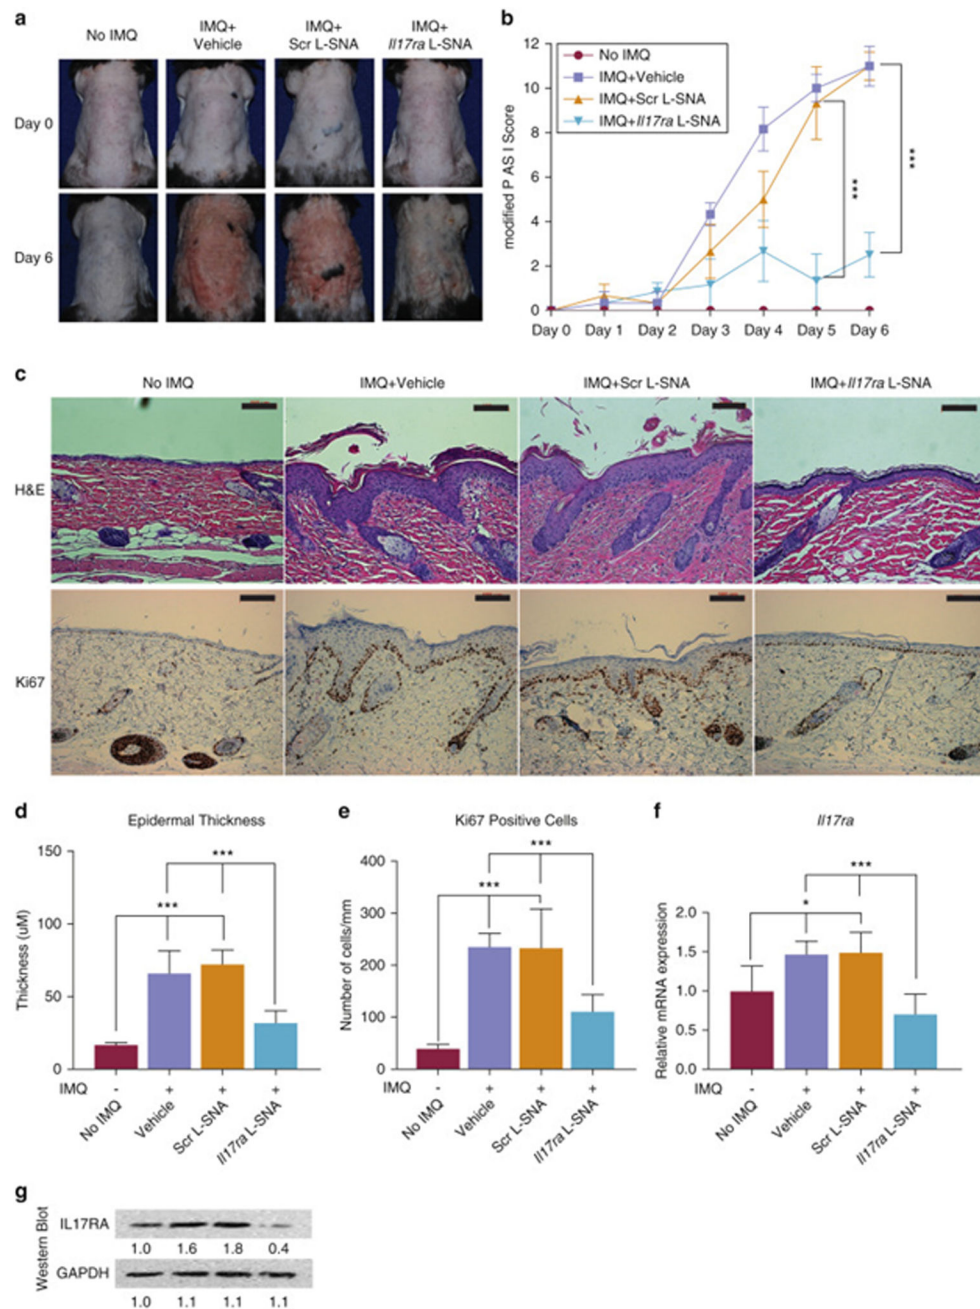 a
No IMQ
IMQ+
Vehicle
IMQ+
Scr L-SNA
IMQ+
Il17ra L-SNA
Day 0
Day 6
b
modified P AS I Score
12
10
8
6
4
2
0
No IMQ
IMQ+Vehicle
IMQ+Scr L-SNA
IMQ+Il17ra L-SNA
***
***
Day 0 Day 1 Day 2 Day 3 Day 4 Day 5 Day 6
c
No IMQ IMQ+Vehicle IMQ+Scr L-SNA IMQ+Il17ra L-SNA
H&E
Ki67
d
Epidermal Thickness
Thickness (uM)
150
100
50
0
***
***
IMQ - + + +
No IMQ Vehicle Scr L-SNA Il17ra L-SNA
e
Ki67 Positive Cells
Number of cells/mm
400
300
200
100
0
***
***
IMQ - + + +
No IMQ Vehicle Scr L-SNA Il17ra L-SNA
f
Il17ra
Relative mRNA expression
2.0
1.5
1.0
0.5
0.0
***
*
IMQ - + + +
No IMQ Vehicle Scr L-SNA Il17ra L-SNA
g
Western Blot
IL17RA
1.0 1.6 1.8 0.4
GAPDH
1.0 1.1 1.1 1.1